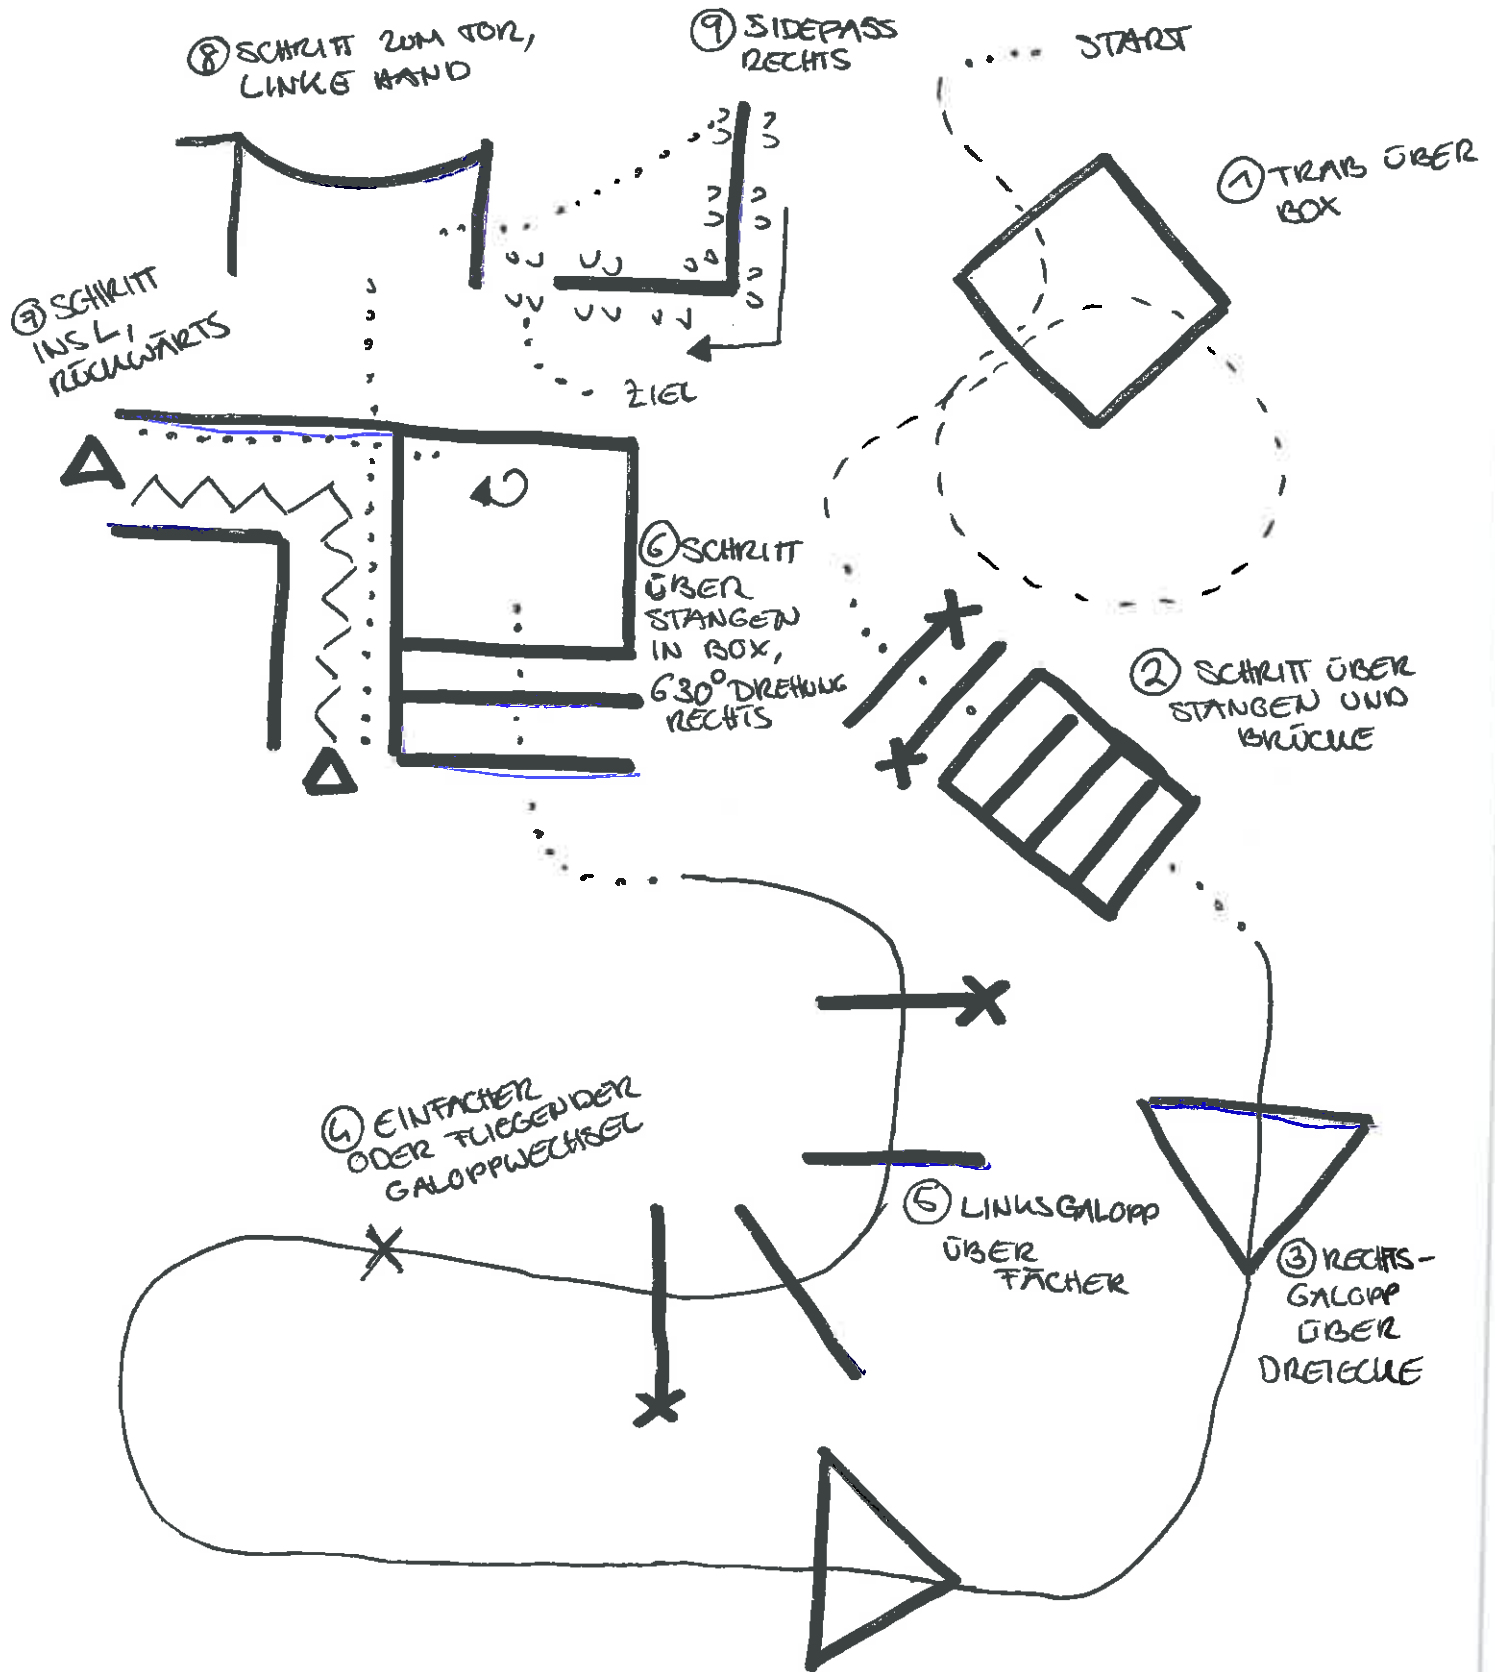 START
① TRAB ÜBER
BOX
② SCHRITT ÜBER
STANGEN UND
BRÜCKE
③ RECHTS-
GALOPP
ÜBER
DREIECKE
④ EINFACHER
ODER FLIEGENDER
GALOPPWECHSEL
⑤ LINKSGALOPP
ÜBER
FÄCHER
⑥ SCHRITT
ÜBER
STANGEN
IN BOX,
630° DREHUNG
RECHTS
⑦ SCHRITT
INS L,
RÜCKWÄRTS
⑧ SCHRITT ZUM TOR,
LINKE HAND
⑨ SIDEPASS
RECHTS
ZIEL